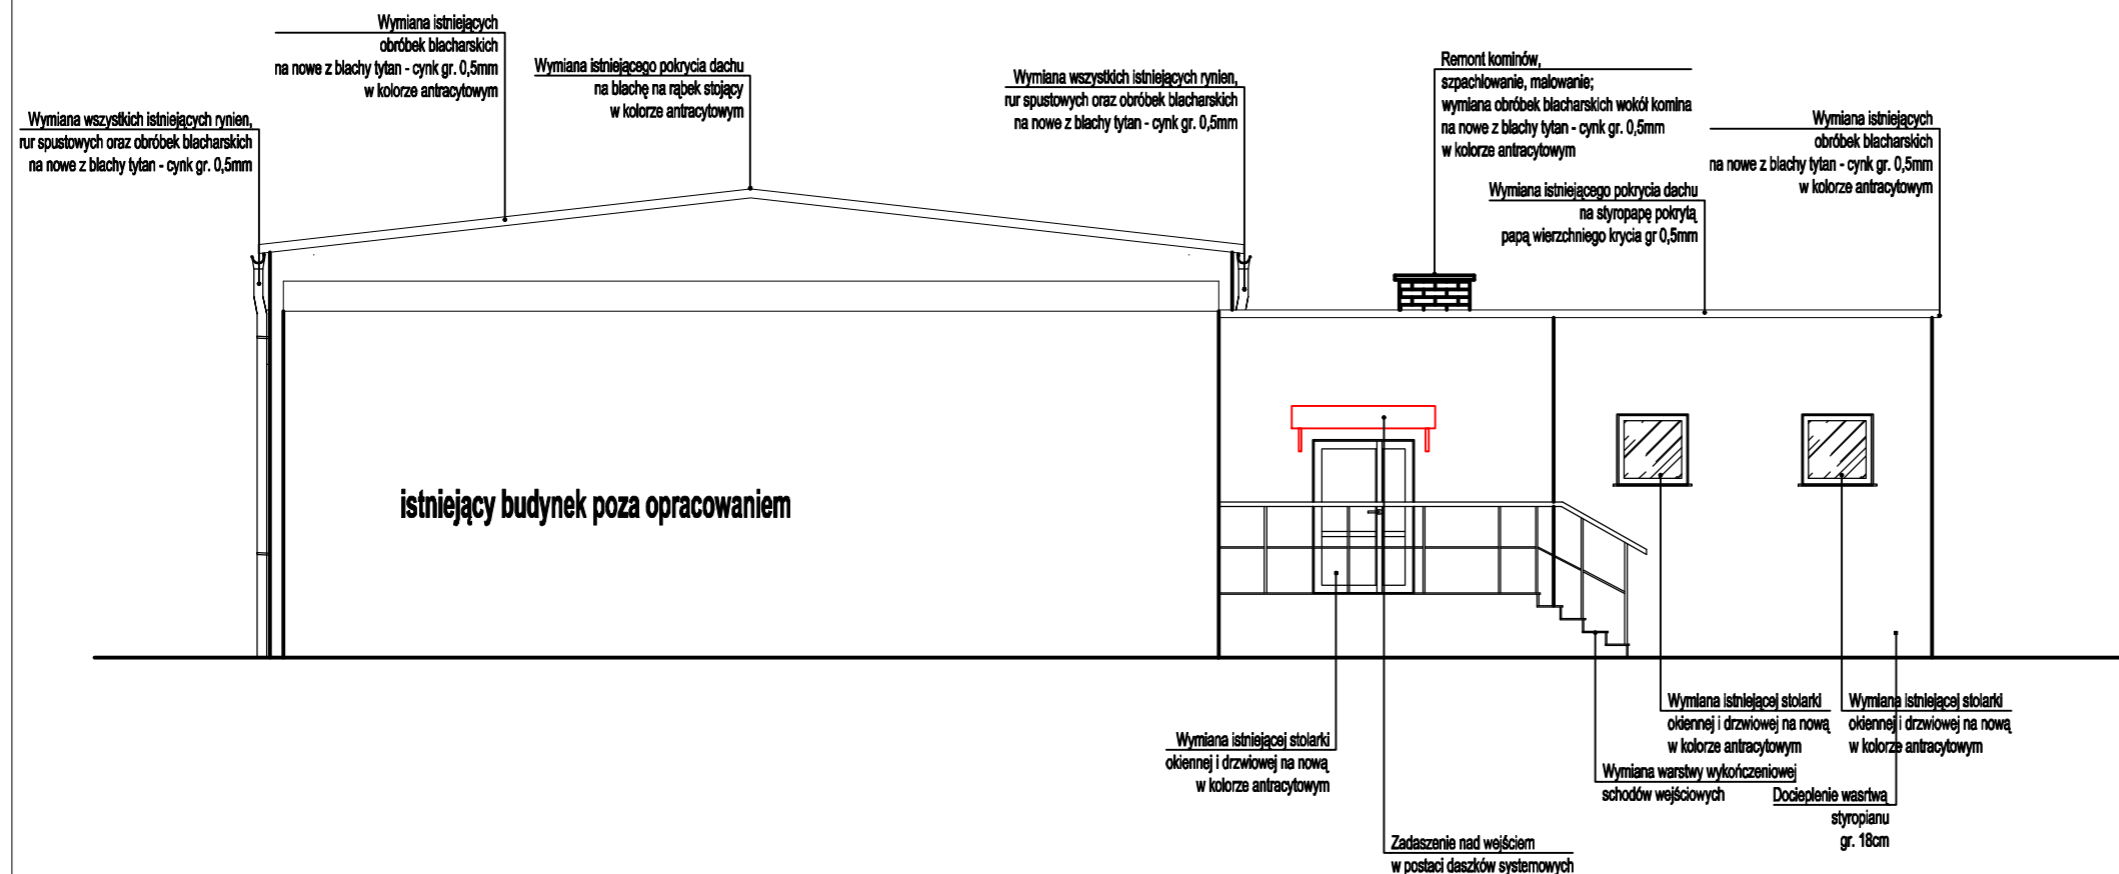 Wymiana istniejących
obróbek blacharskich
na nowe z blachy tytan - cynk gr. 0,5mm
w kolorze antracytowym
Wymiana istniejącego pokrycia dachu
na blachę na rąbek stojący
w kolorze antracytowym
Wymiana wszystkich istniejących rynien,
rur spustowych oraz obróbek blacharskich
na nowe z blachy tytan - cynk gr. 0,5mm
Remont kominów,
szpachlowanie, malowanie;
wymiana obróbek blacharskich wokół komina
na nowe z blachy tytan - cynk gr. 0,5mm
w kolorze antracytowym
Wymiana wszystkich istniejących rynien,
rur spustowych oraz obróbek blacharskich
na nowe z blachy tytan - cynk gr. 0,5mm
Wymiana istniejących
obróbek blacharskich
na nowe z blachy tytan - cynk gr. 0,5mm
w kolorze antracytowym
Wymiana istniejącego pokrycia dachu
na styropapę pokrytą
papą wierzchniego krycia gr 0,5mm
istniejący budynek poza opracowaniem
Wymiana istniejącej stolarki
okiennej i drzwiowej na nową
w kolorze antracytowym
Wymiana istniejącej stolarki
okiennej i drzwiowej na nową
w kolorze antracytowym
Wymiana istniejącej stolarki
okiennej i drzwiowej na nową
w kolorze antracytowym
Wymiana warstwy wykończeniowej
schodów wejściowych
Docieplenie wasrtwą
styropianu
gr. 18cm
Zadaszenie nad wejściem
w postaci daszków systemowych